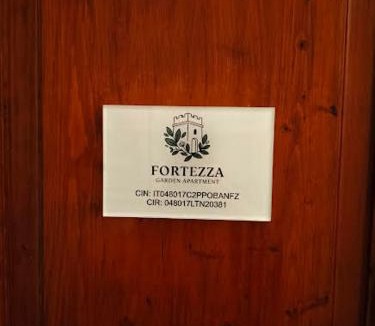 FORTEZZA
GARDEN APARTMENT
CIN: IT048017C2PPOBANFZ
CIR: 048017LTN20381